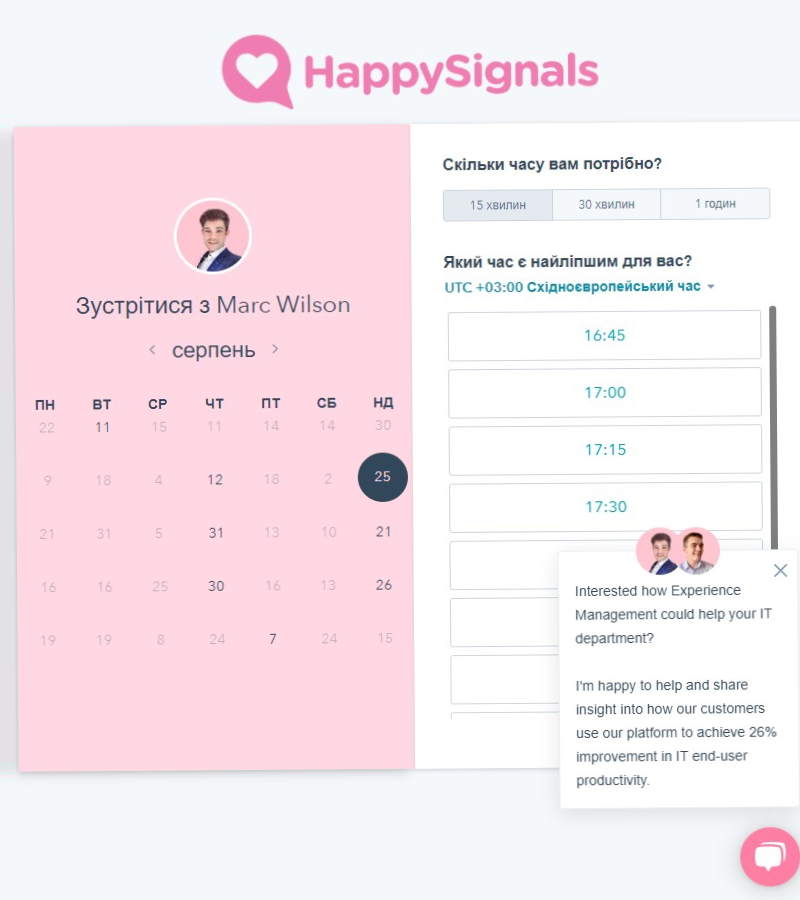 HappySignals
Зустрітися з Marc Wilson
серпень
ПН ВТ СР ЧТ ПТ СБ НД
22 11 15 11 14 14 30
9 18 4 12 18 2 25
21 31 5 31 13 10 21
16 16 25 30 16 13 26
19 19 8 24 7 24 15
Скільки часу вам потрібно?
15 хвилин 30 хвилин 1 годин
Який час є найліпшим для вас?
UTC +03:00 Східноєвропейський час
16:45
17:00
17:15
17:30
Interested how Experience
Management could help your IT
department?
I'm happy to help and share
insight into how our customers
use our platform to achieve 26%
improvement in IT end-user
productivity.